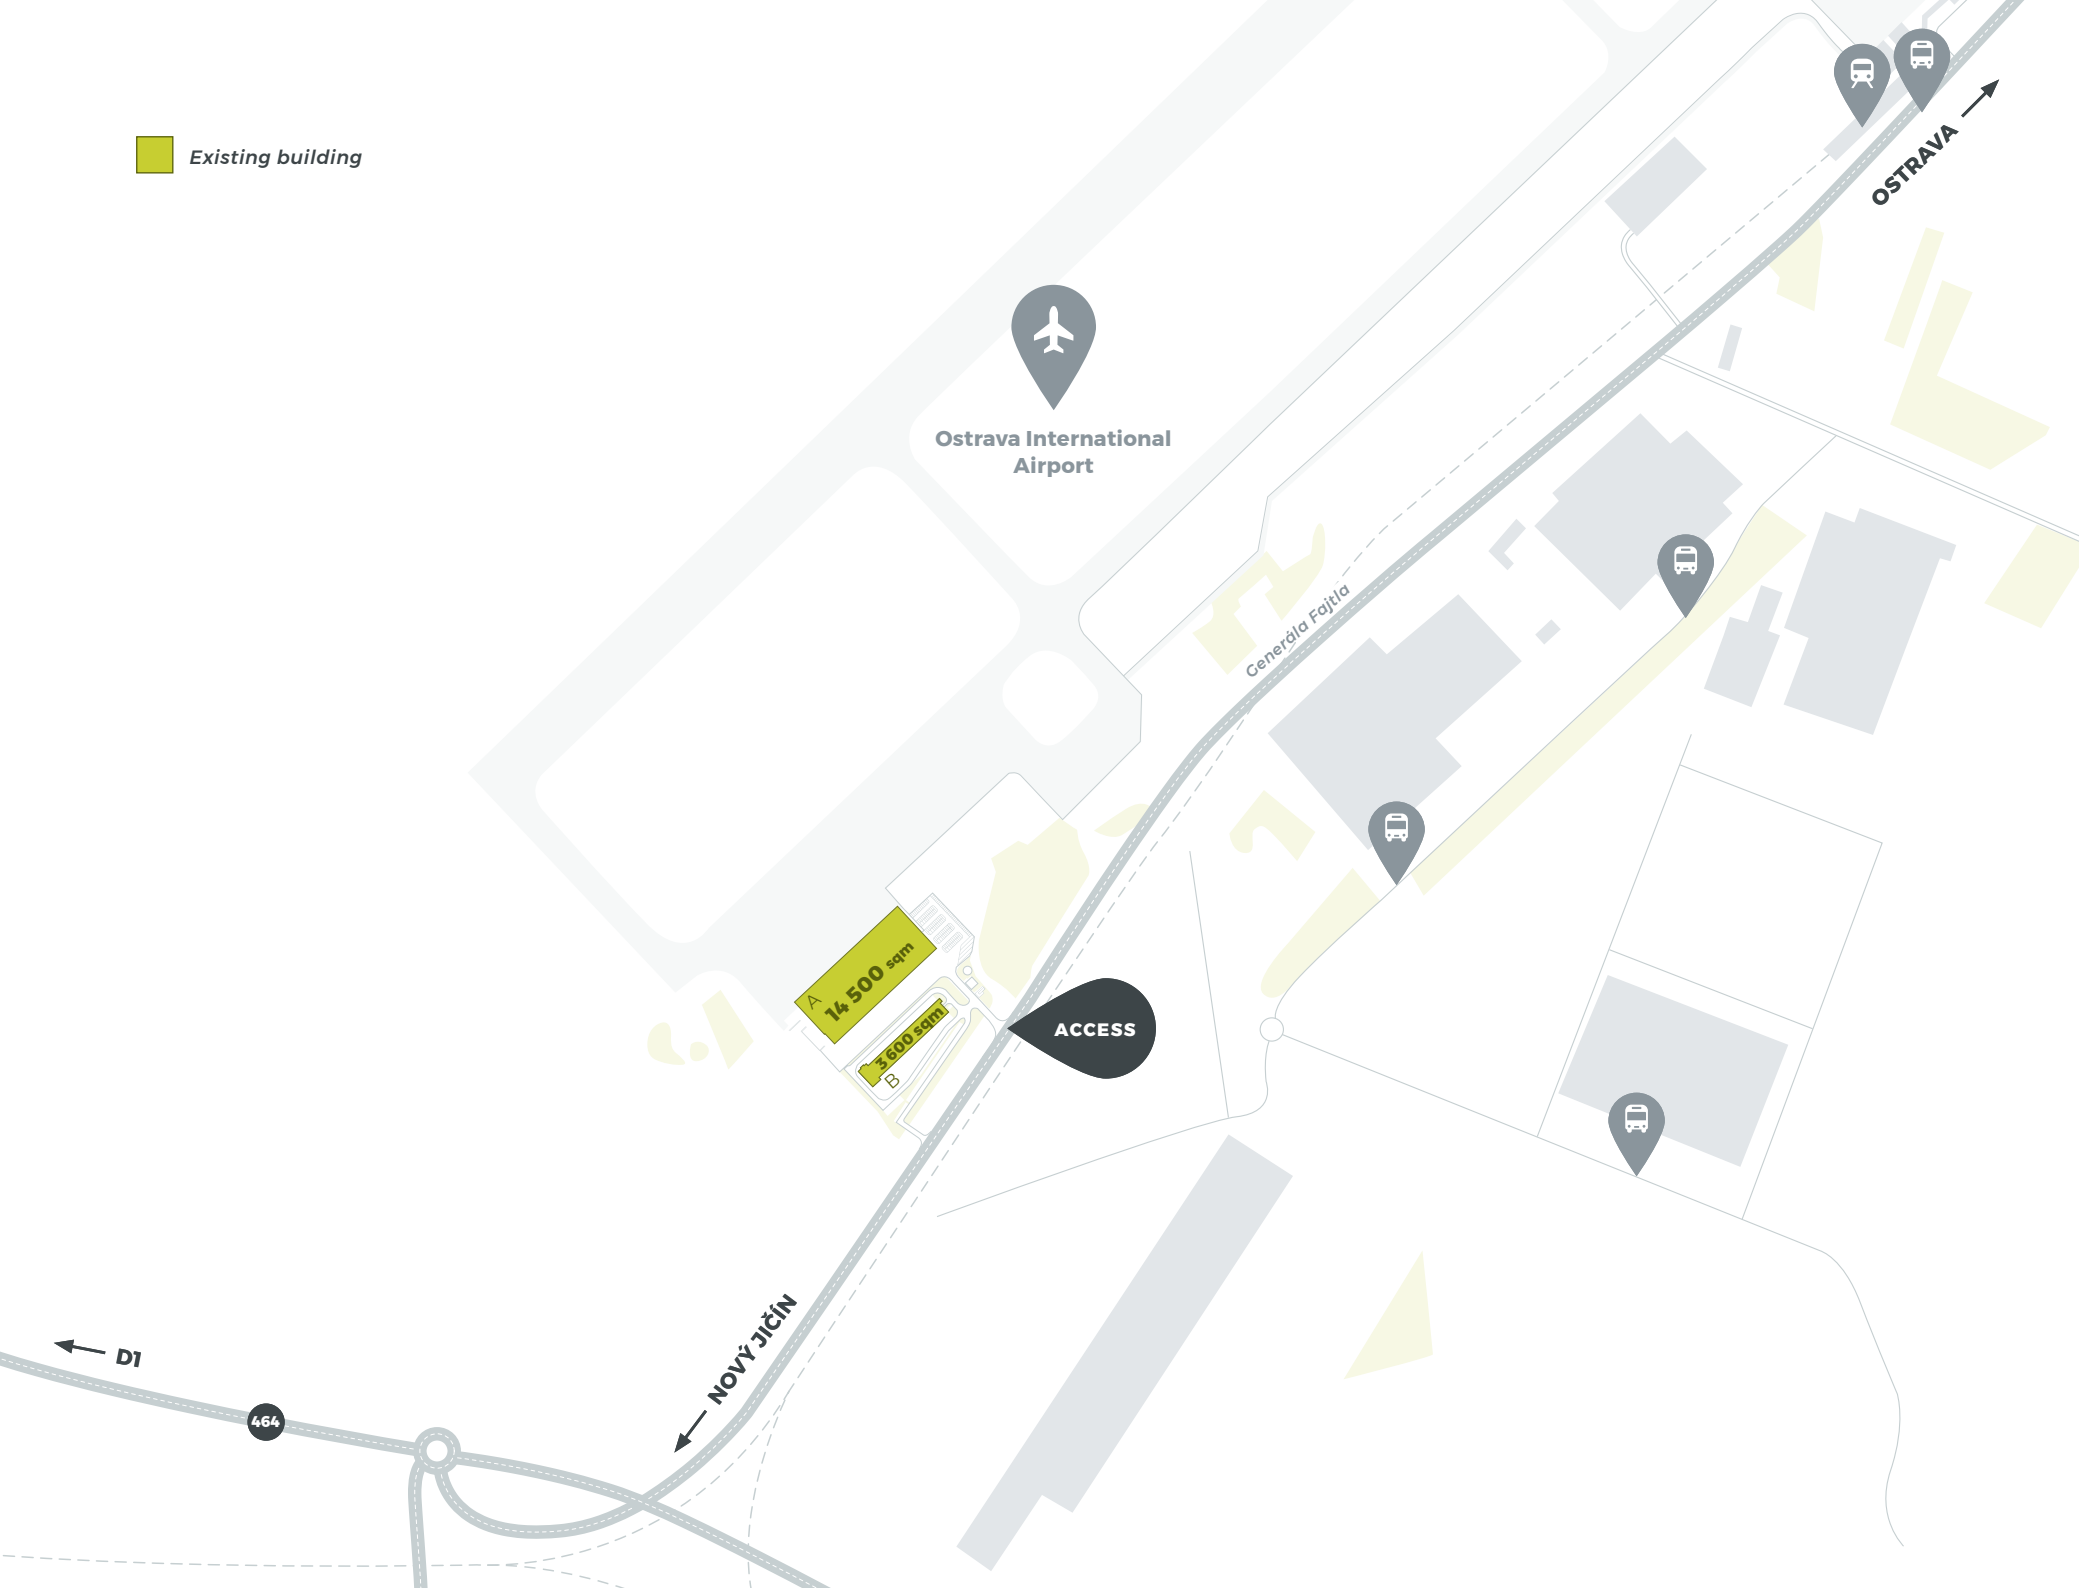 Existing building
OSTRAVA
Ostrava International
Airport
Generála Fajtla
A
14 500 sqm
3 600 sqm
B
ACCESS
NOVÝ JIČÍN
D1
464